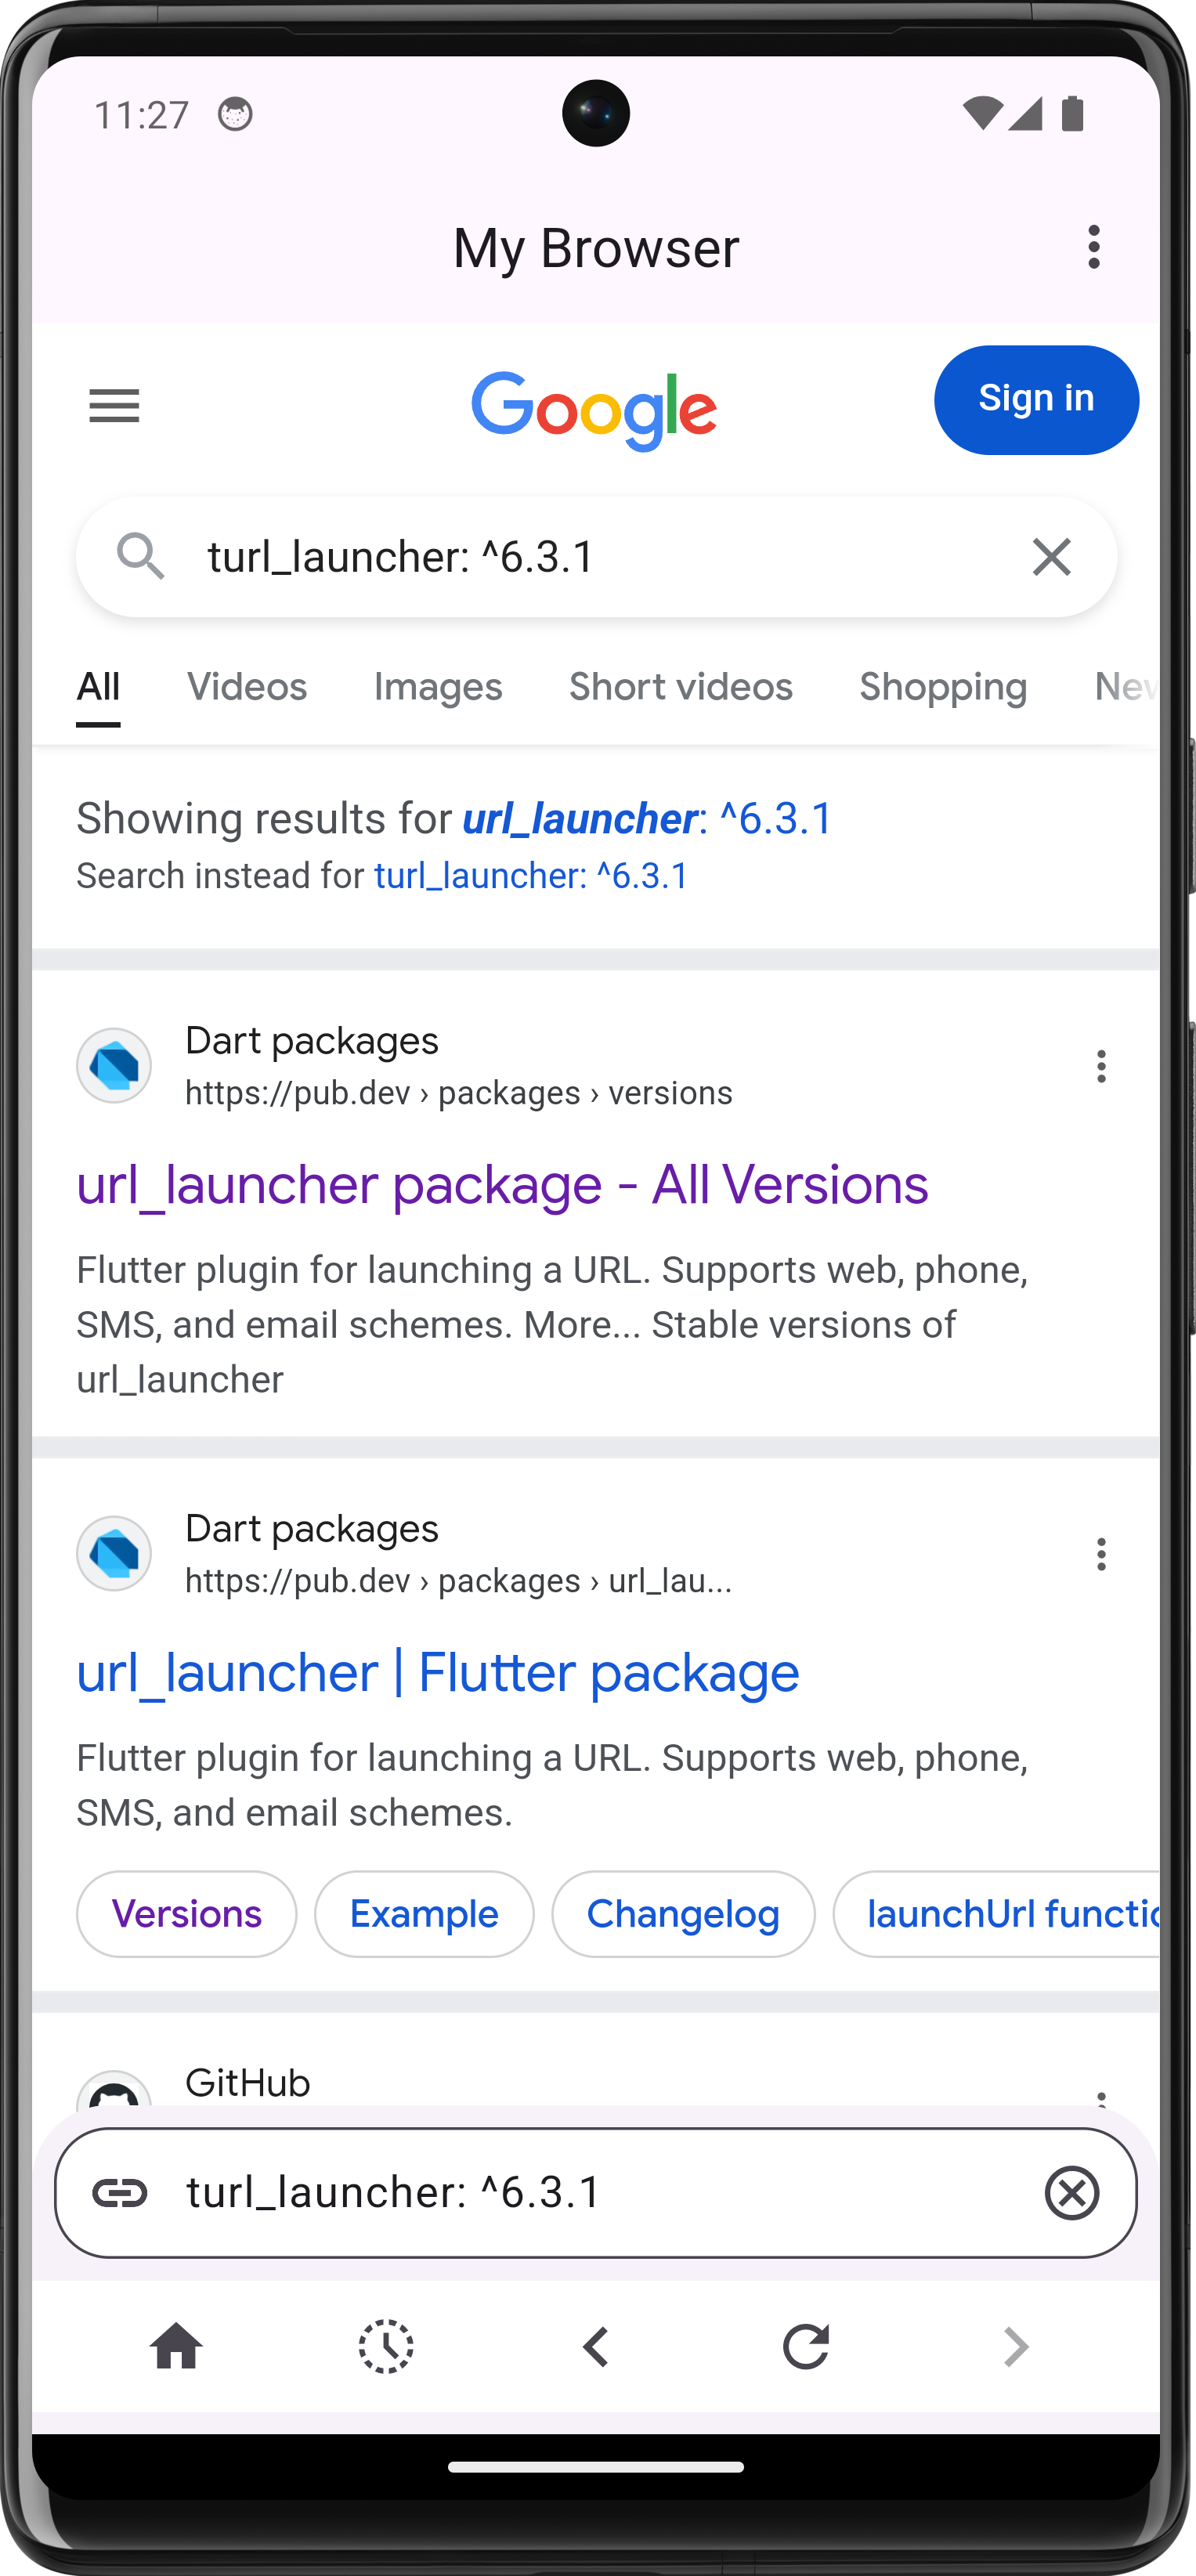 11:27
My Browser
Google
Sign in
turl_launcher: ^6.3.1
All Videos Images Short videos Shopping
Showing results for url_launcher: ^6.3.1
Search instead for turl_launcher: ^6.3.1
Dart packages
https://pub.dev › packages › versions
url_launcher package - All Versions
Flutter plugin for launching a URL. Supports web, phone,
SMS, and email schemes. More... Stable versions of
url_launcher
Dart packages
https://pub.dev › packages › url_lau...
url_launcher | Flutter package
Flutter plugin for launching a URL. Supports web, phone,
SMS, and email schemes.
Versions Example Changelog launchUrl functio
GitHub
turl_launcher: ^6.3.1